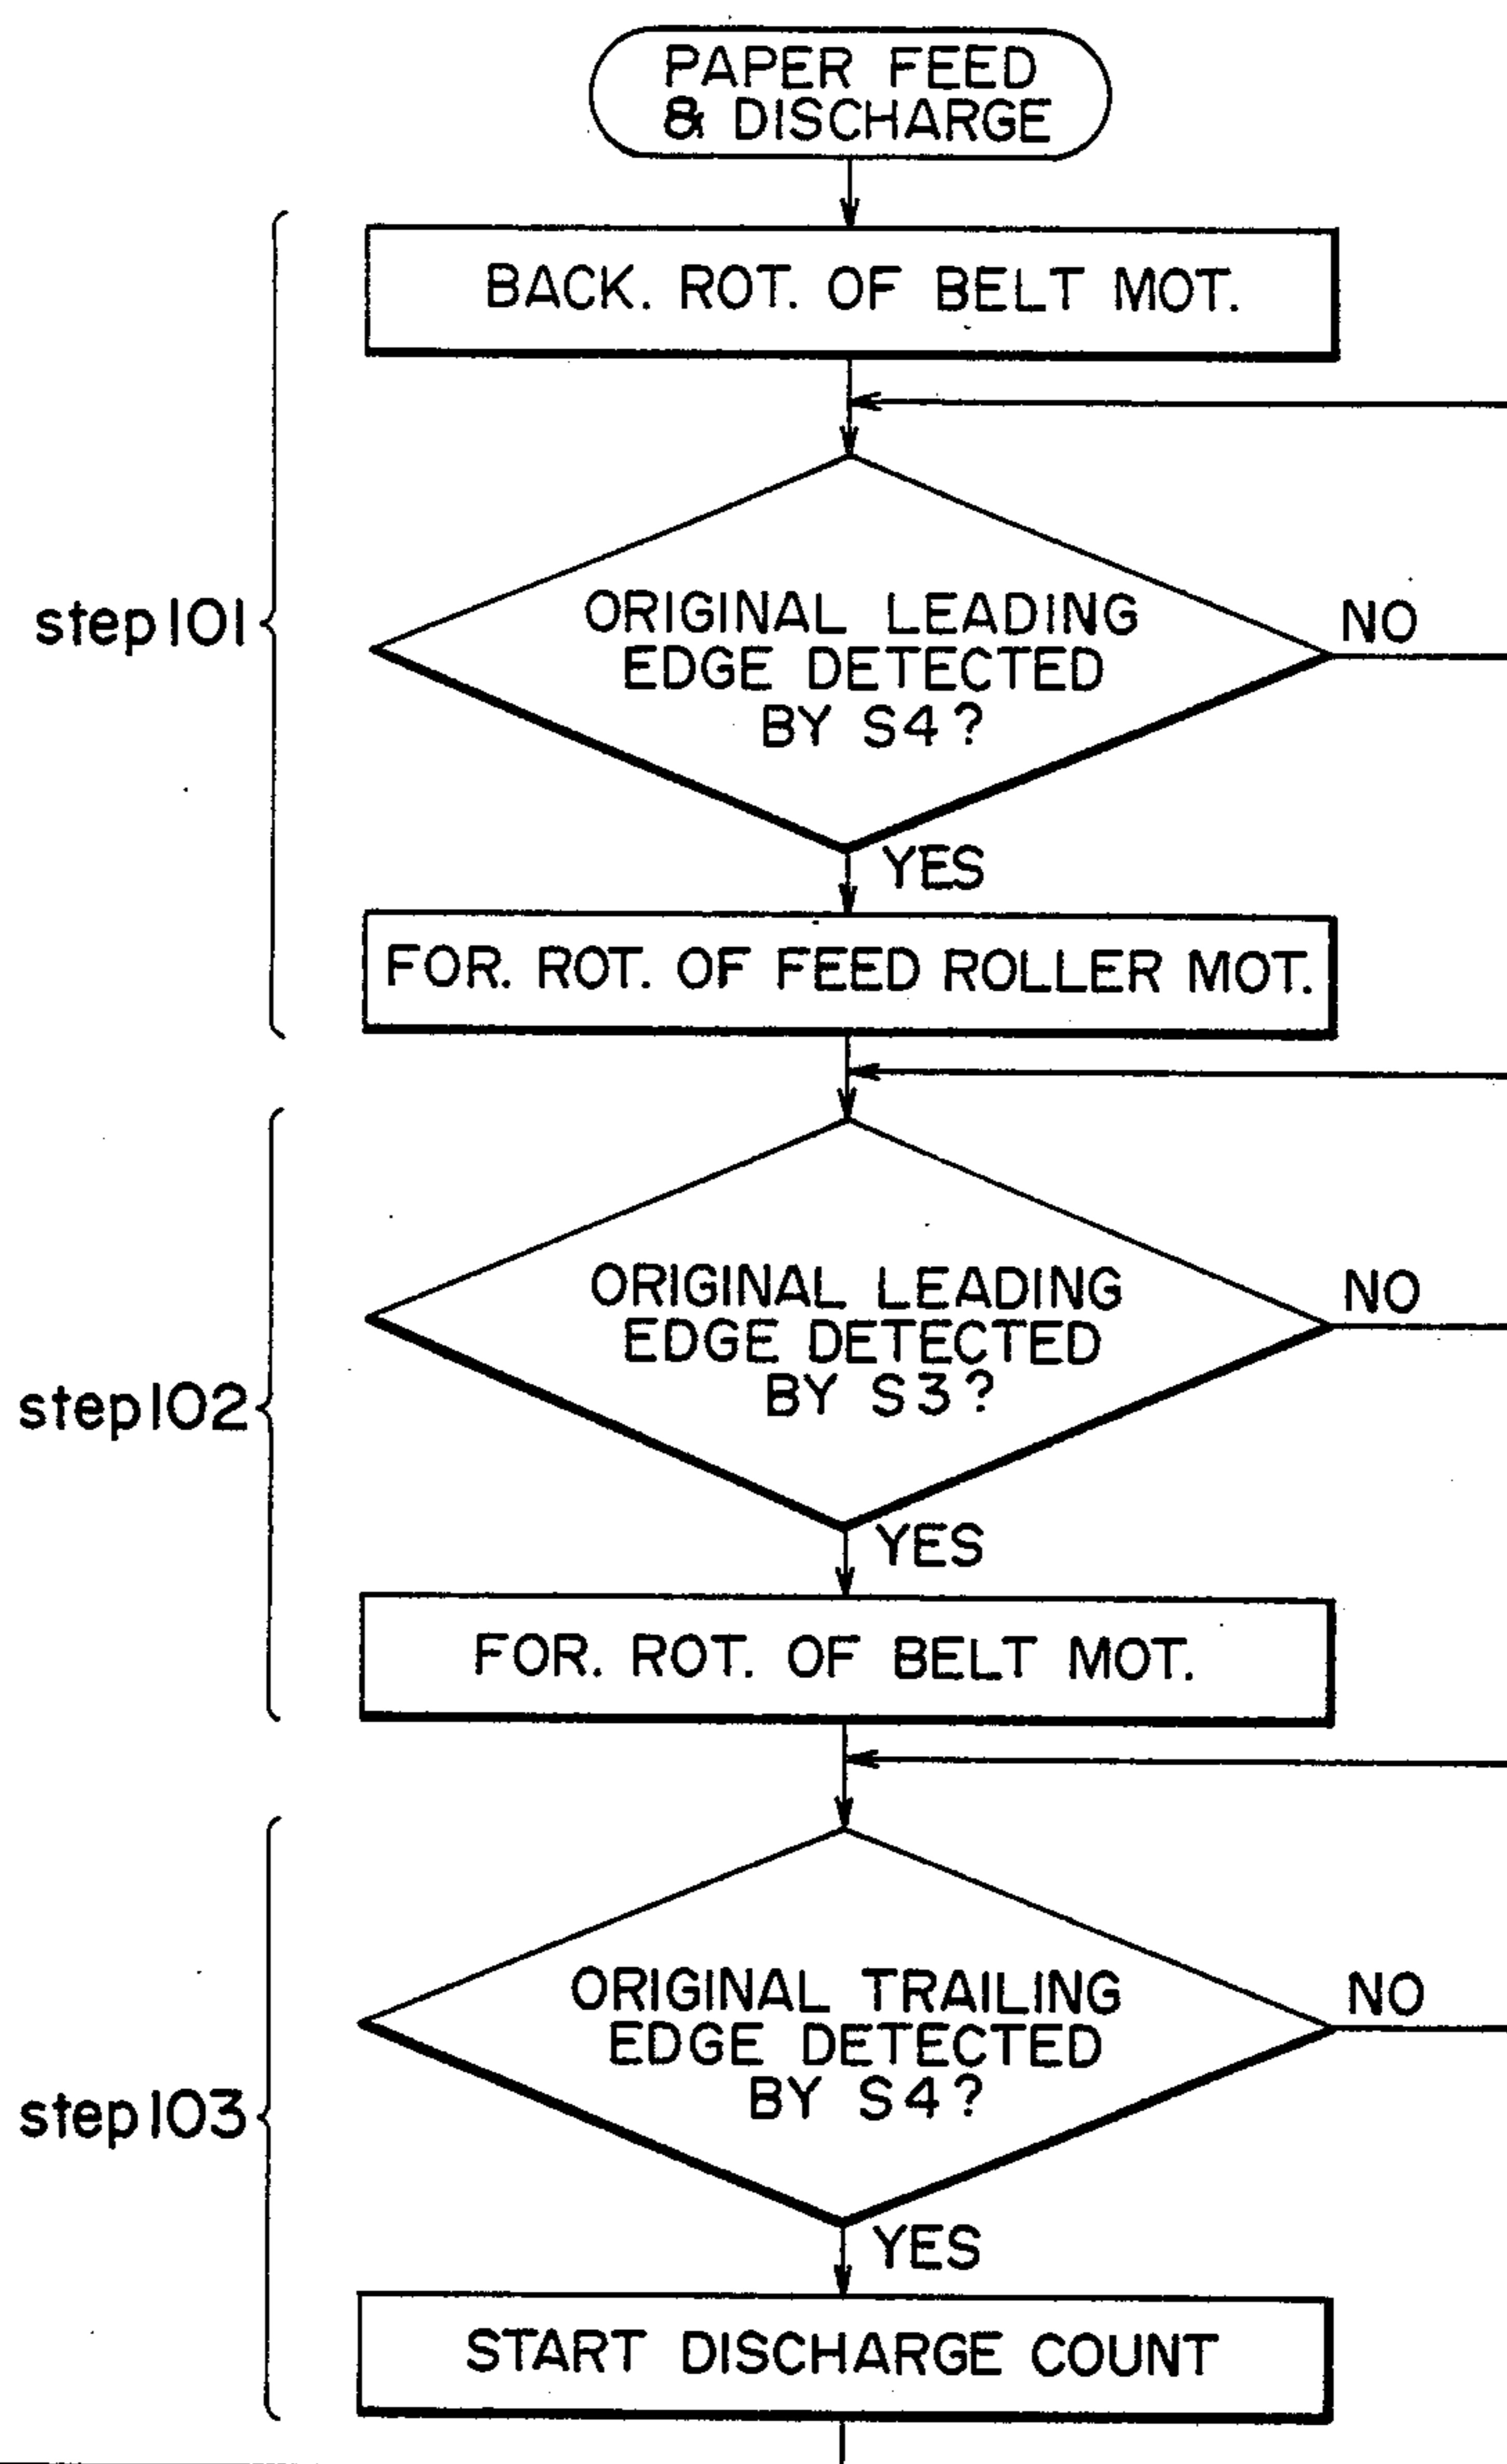 PAPER FEED
& DISCHARGE
BACK. ROT. OF BELT MOT.
step101
ORIGINAL LEADING
EDGE DETECTED
BY S4?
NO
YES
FOR. ROT. OF FEED ROLLER MOT.
step102
ORIGINAL LEADING
EDGE DETECTED
BY S3?
NO
YES
FOR. ROT. OF BELT MOT.
step103
ORIGINAL TRAILING
EDGE DETECTED
BY S4?
NO
YES
START DISCHARGE COUNT